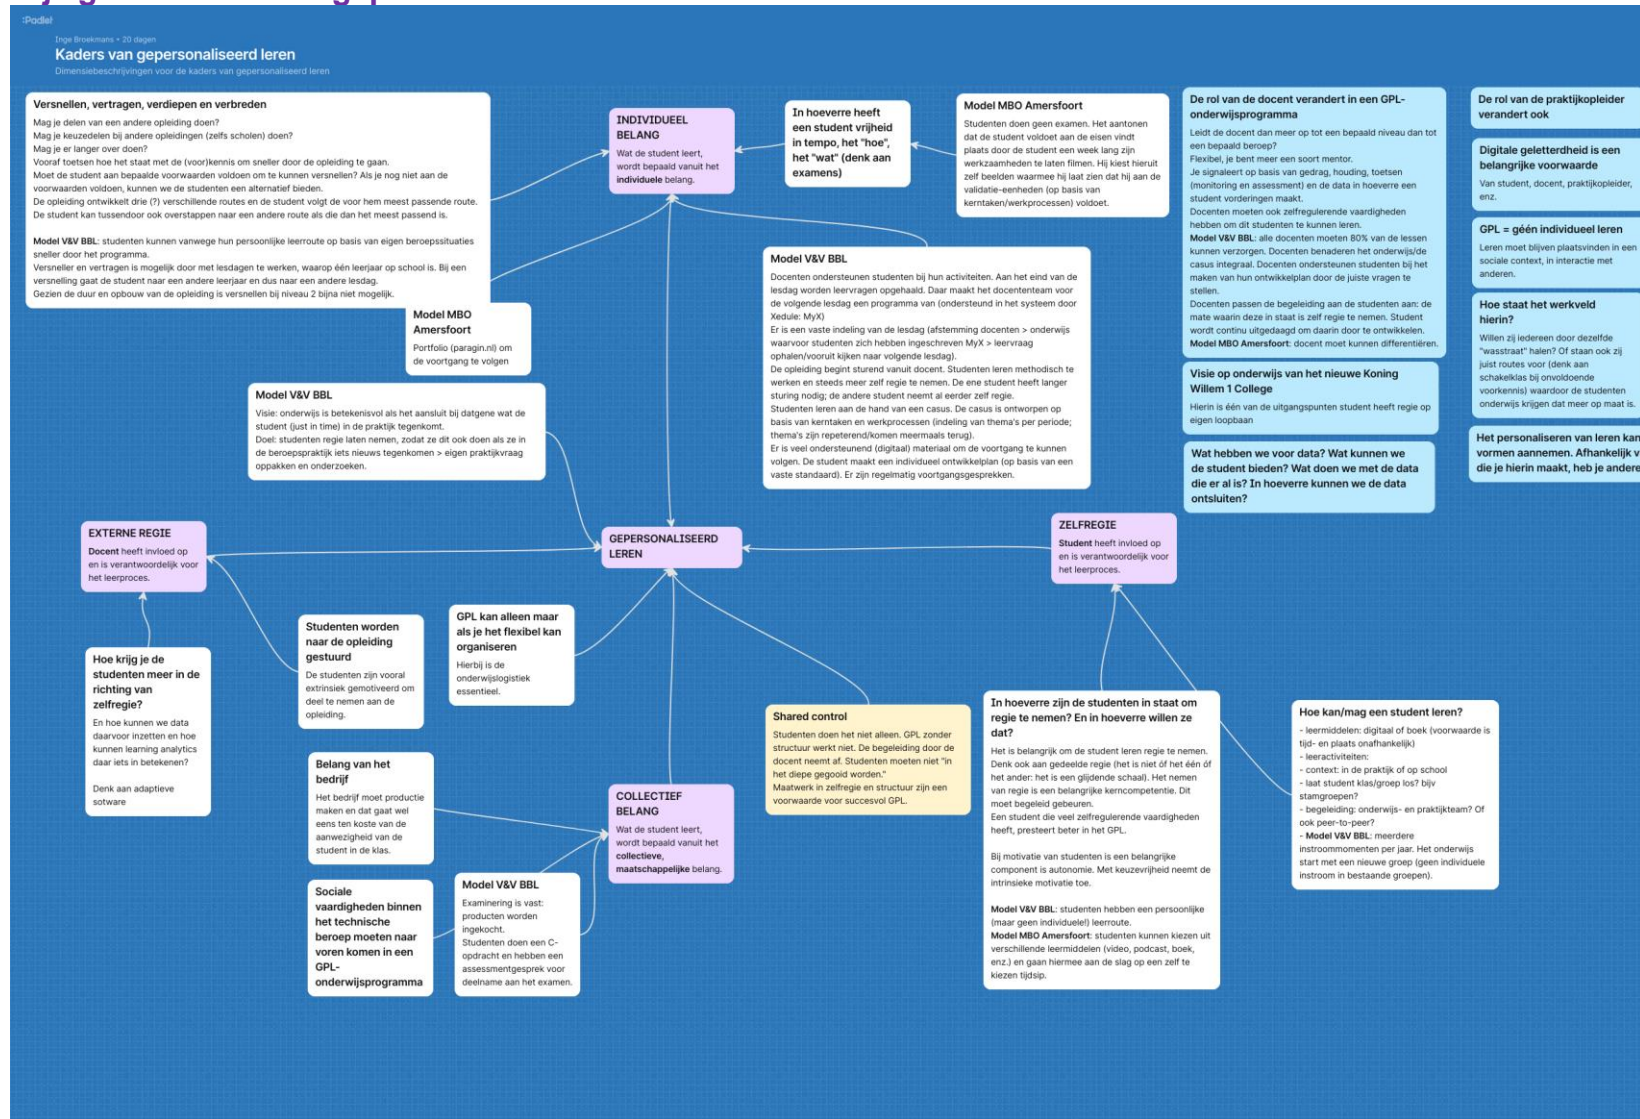 :Padlet
Inge Broekmans • 20 dagen
Kaders van gepersonaliseerd leren
Dimensiebeschrijvingen voor de kaders van gepersonaliseerd leren
Versnellen, vertragen, verdiepen en verbreden
Mag je delen van een andere opleiding doen?
Mag je keuzedelen bij andere opleidingen (zelfs scholen) doen?
Mag je er langer over doen?
Vooraf toetsen hoe het staat met de (voor)kennis om sneller door de opleiding te gaan.
Moet de student aan bepaalde voorwaarden voldoen om te kunnen versnellen? Als je nog niet aan de
voorwaarden voldoen, kunnen we de studenten een alternatief bieden.
De opleiding ontwikkelt drie (?) verschillende routes en de student volgt de voor hem meest passende route.
De student kan tussendoor ook overstappen naar een andere route als die dan het meest passend is.
Model V&V BBL: studenten kunnen vanwege hun persoonlijke leerroute op basis van eigen beroepssituaties
sneller door het programma.
Versneller en vertragen is mogelijk door met lesdagen te werken, waarop één leerjaar op school is. Bij een
versnelling gaat de student naar een andere leerjaar en dus naar een andere lesdag.
Gezien de duur en opbouw van de opleiding is versnellen bij niveau 2 bijna niet mogelijk.
Model MBO
Amersfoort
Portfolio (paragin.nl) om
de voortgang te volgen
Model V&V BBL
Visie: onderwijs is betekenisvol als het aansluit bij datgene wat de
student (just in time) in de praktijk tegenkomt.
Doel: studenten regie laten nemen, zodat ze dit ook doen als ze in
de beroepspraktijk iets nieuws tegenkomen > eigen praktijkvraag
oppakken en onderzoeken.
INDIVIDUEEL
BELANG
Wat de student leert,
wordt bepaald vanuit het
individuele belang.
In hoeverre heeft
een student vrijheid
in tempo, het "hoe",
het "wat" (denk aan
examens)
Model MBO Amersfoort
Studenten doen geen examen. Het aantonen
dat de student voldoet aan de eisen vindt
plaats door de student een week lang zijn
werkzaamheden te laten filmen. Hij kiest hieruit
zelf beelden waarmee hij laat zien dat hij aan de
validatie-eenheden (op basis van
kerntaken/werkprocessen) voldoet.
Model V&V BBL
Docenten ondersteunen studenten bij hun activiteiten. Aan het eind van de
lesdag worden leervragen opgehaald. Daar maakt het docententeam voor
de volgende lesdag een programma van (ondersteund in het systeem door
Xedule: MyX)
Er is een vaste indeling van de lesdag (afstemming docenten > onderwijs
waarvoor studenten zich hebben ingeschreven MyX > leervraag
ophalen/vooruit kijken naar volgende lesdag).
De opleiding begint sturend vanuit docent. Studenten leren methodisch te
werken en steeds meer zelf regie te nemen. De ene student heeft langer
sturing nodig; de andere student neemt al eerder zelf regie.
Studenten leren aan de hand van een casus. De casus is ontworpen op
basis van kerntaken en werkprocessen (indeling van thema's per periode;
thema's zijn repeterend/komen meermaals terug).
Er is veel ondersteunend (digitaal) materiaal om de voortgang te kunnen
volgen. De student maakt een individueel ontwikkelplan (op basis van een
vaste standaard). Er zijn regelmatig voortgangsgesprekken.
De rol van de docent verandert in een GPL-
onderwijsprogramma
Leidt de docent dan meer op tot een bepaald niveau dan tot
een bepaald beroep?
Flexibel, je bent meer een soort mentor.
Je signaleert op basis van gedrag, houding, toetsen
(monitoring en assessment) en de data in hoeverre een
student vorderingen maakt.
Docenten moeten ook zelfregulerende vaardigheden
hebben om dit studenten te kunnen leren.
Model V&V BBL: alle docenten moeten 80% van de lessen
kunnen verzorgen. Docenten benaderen het onderwijs/de
casus integraal. Docenten ondersteunen studenten bij het
maken van hun ontwikkelplan door de juiste vragen te
stellen.
Docenten passen de begeleiding aan de studenten aan: de
mate waarin deze in staat is zelf regie te nemen. Student
wordt continu uitgedaagd om daarin door te ontwikkelen.
Model MBO Amersfoort: docent moet kunnen differentiëren.
Visie op onderwijs van het nieuwe Koning
Willem 1 College
Hierin is één van de uitgangspunten student heeft regie op
eigen loopbaan
Wat hebben we voor data? Wat kunnen we
de student bieden? Wat doen we met de data
die er al is? In hoeverre kunnen we de data
ontsluiten?
De rol van de praktijkopleider
verandert ook
Digitale geletterdheid is een
belangrijke voorwaarde
Van student, docent, praktijkopleider,
enz.
GPL = géén individueel leren
Leren moet blijven plaatsvinden in een
sociale context, in interactie met
anderen.
Hoe staat het werkveld
hierin?
Willen zij iedereen door dezelfde
"wasstraat" halen? Of staan ook zij
juist routes voor (denk aan
schakelklas bij onvoldoende
voorkennis) waardoor de studenten
onderwijs krijgen dat meer op maat is.
Het personaliseren van leren kan
vormen aannemen. Afhankelijk v
die je hierin maakt, heb je andere
EXTERNE REGIE
Docent heeft invloed op
en is verantwoordelijk voor
het leerproces.
GEPERSONALISEERD
LEREN
ZELFREGIE
Student heeft invloed op
en is verantwoordelijk voor
het leerproces.
Hoe krijg je de
studenten meer in de
richting van
zelfregie?
En hoe kunnen we data
daarvoor inzetten en hoe
kunnen learning analytics
daar iets in betekenen?
Denk aan adaptieve
sotware
Studenten worden
naar de opleiding
gestuurd
De studenten zijn vooral
extrinsiek gemotiveerd om
deel te nemen aan de
opleiding.
GPL kan alleen maar
als je het flexibel kan
organiseren
Hierbij is de
onderwijslogistiek
essentieel.
Belang van het
bedrijf
Het bedrijf moet productie
maken en dat gaat wel
eens ten koste van de
aanwezigheid van de
student in de klas.
Sociale
vaardigheden binnen
het technische
beroep moeten naar
voren komen in een
GPL-
onderwijsprogramma
Model V&V BBL
Examinering is vast:
producten worden
ingekocht.
Studenten doen een C-
opdracht en hebben een
assessmentgesprek voor
deelname aan het examen.
COLLECTIEF
BELANG
Wat de student leert,
wordt bepaald vanuit het
collectieve,
maatschappelijke belang.
Shared control
Studenten doen het niet alleen. GPL zonder
structuur werkt niet. De begeleiding door de
docent neemt af. Studenten moeten niet "in
het diepe gegooid worden."
Maatwerk in zelfregie en structuur zijn een
voorwaarde voor succesvol GPL.
In hoeverre zijn de studenten in staat om
regie te nemen? En in hoeverre willen ze
dat?
Het is belangrijk om de student leren regie te nemen.
Denk ook aan gedeelde regie (het is niet óf het één óf
het ander: het is een glijdende schaal). Het nemen
van regie is een belangrijke kerncompetentie. Dit
moet begeleid gebeuren.
Een student die veel zelfregulerende vaardigheden
heeft, presteert beter in het GPL.
Bij motivatie van studenten is een belangrijke
component is autonomie. Met keuzevrijheid neemt de
intrinsieke motivatie toe.
Model V&V BBL: studenten hebben een persoonlijke
(maar geen individuele!) leerroute.
Model MBO Amersfoort: studenten kunnen kiezen uit
verschillende leermiddelen (video, podcast, boek,
enz.) en gaan hiermee aan de slag op een zelf te
kiezen tijdsip.
Hoe kan/mag een student leren?
- leermiddelen: digitaal of boek (voorwaarde is
tijd- en plaats onafhankelijk)
- leeractiviteiten:
- context: in de praktijk of op school
- laat student klas/groep los? bijv
stamgroepen?
- begeleiding: onderwijs- en praktijkteam? Of
ook peer-to-peer?
- Model V&V BBL: meerdere
instroommomenten per jaar. Het onderwijs
start met een nieuwe groep (geen individuele
instroom in bestaande groepen).